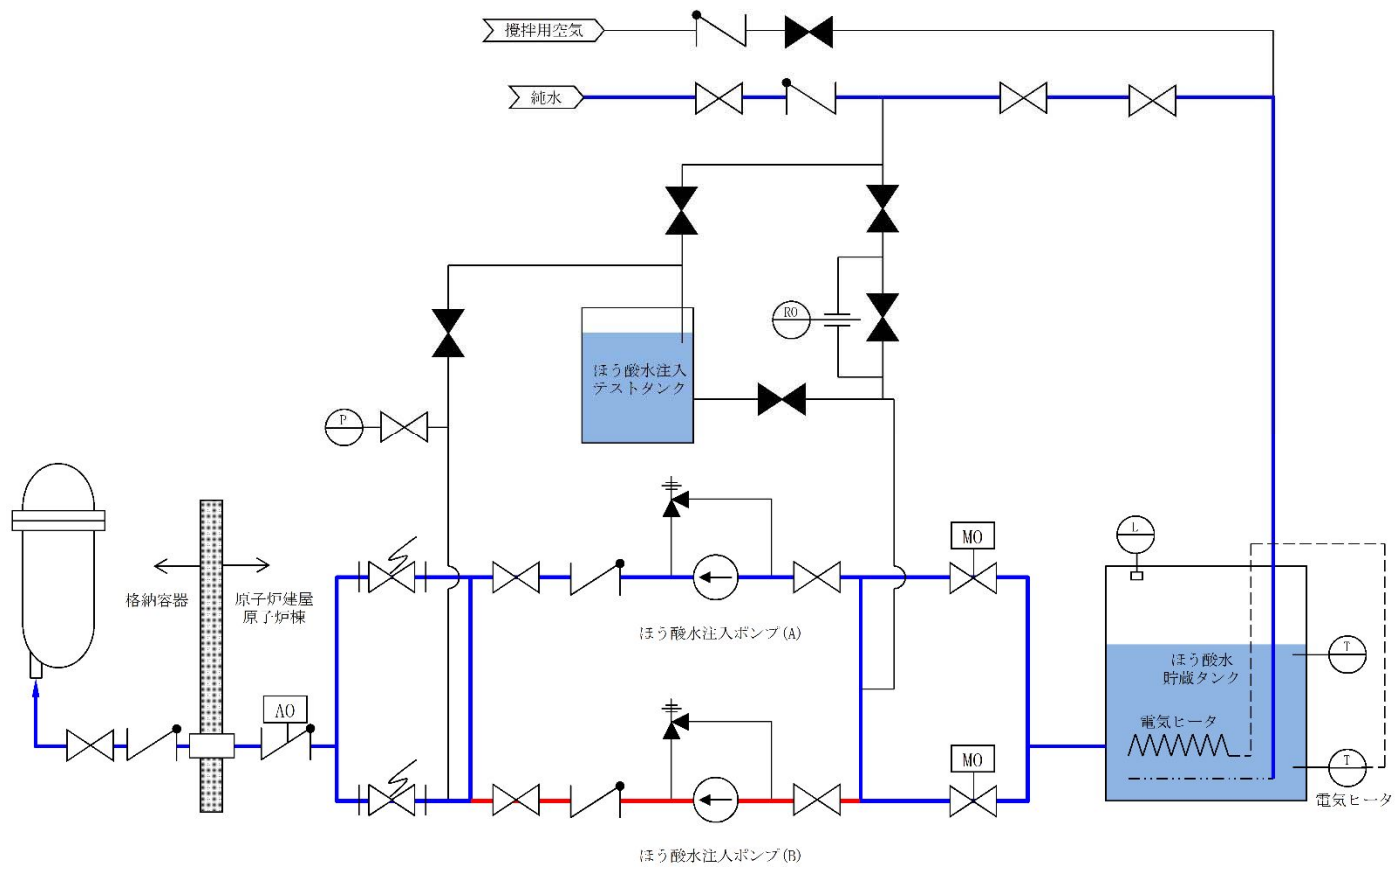 攪拌用空気
純水
RO
ほう酸水注入
テストタンク
P
L
MO
格納容器
原子炉建屋
原子炉棟
ほう酸水注入ポンプ(A)
T
ほう酸水
貯蔵タンク
AO
電気ヒータ
MO
T
電気ヒータ
ほう酸水注入ポンプ(B)